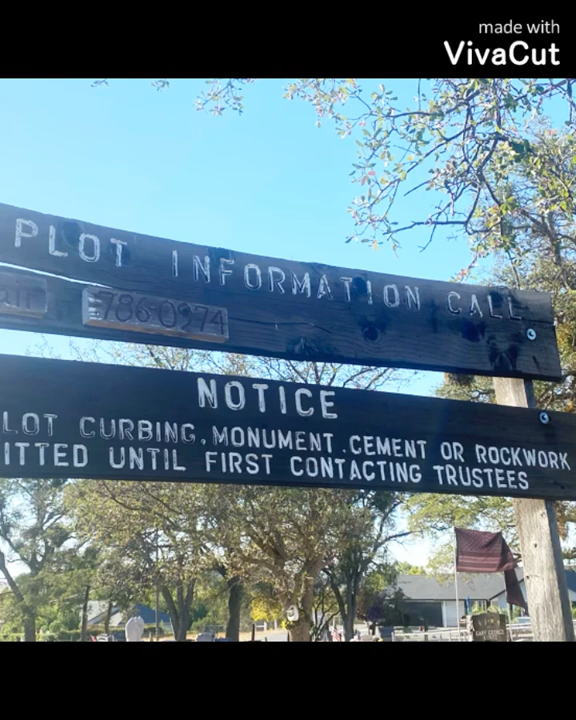 made with
VivaCut
PLOT INFORMATION CALL
786-0974
NOTICE
LOT CURBING, MONUMENT, CEMENT OR ROCKWORK
ITTED UNTIL FIRST CONTACTING TRUSTEES